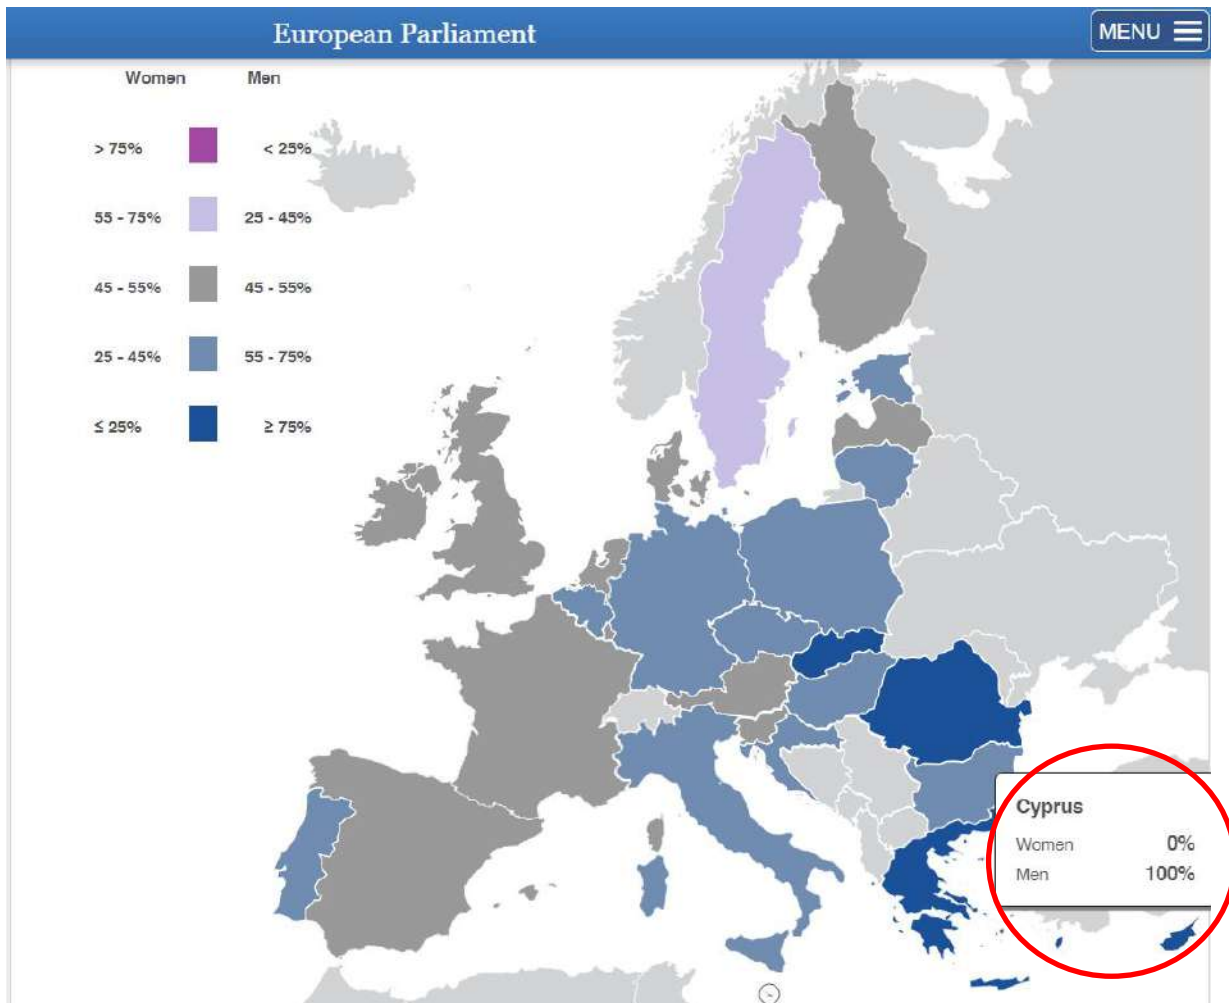 European Parliament
MENU
Women Men
> 75% < 25%
55 - 75% 25 - 45%
45 - 55% 45 - 55%
25 - 45% 55 - 75%
≤ 25% ≥ 75%
Cyprus
Women 0%
Men 100%